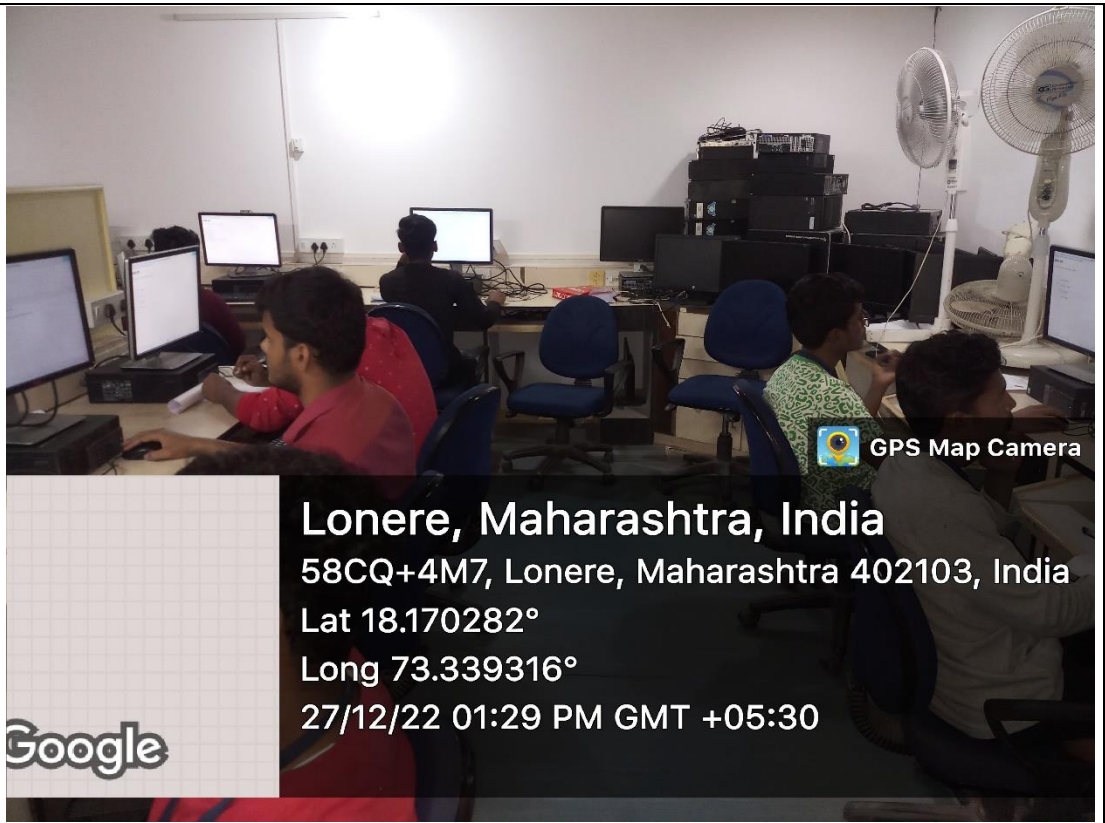 GPS Map Camera
Lonere, Maharashtra, India
58CQ+4M7, Lonere, Maharashtra 402103, India
Lat 18.170282°
Long 73.339316°
27/12/22 01:29 PM GMT +05:30
Google